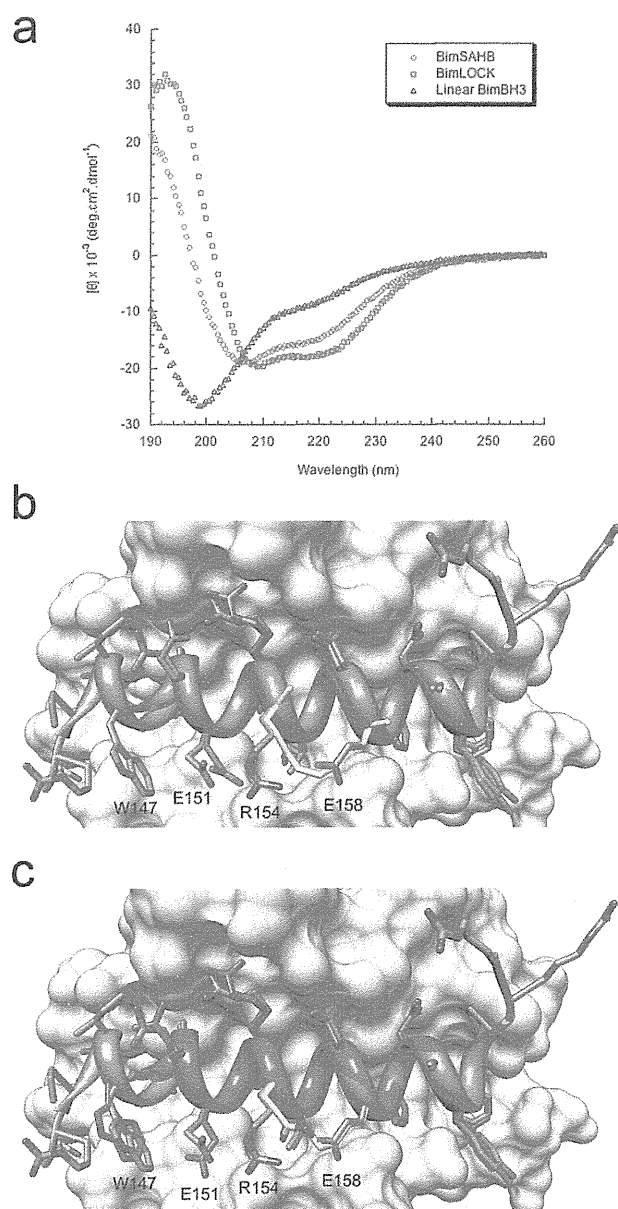 a
40
30
20
10
0
-10
-20
-30
190 200 210 220 230 240 250 260
[θ] x 10⁻³ (deg.cm².dmol⁻¹)
Wavelength (nm)
BimSAHB
BimLOCK
Linear BimBH3
b
W147
E151
R154
E158
c
W147
E151
R154
E158